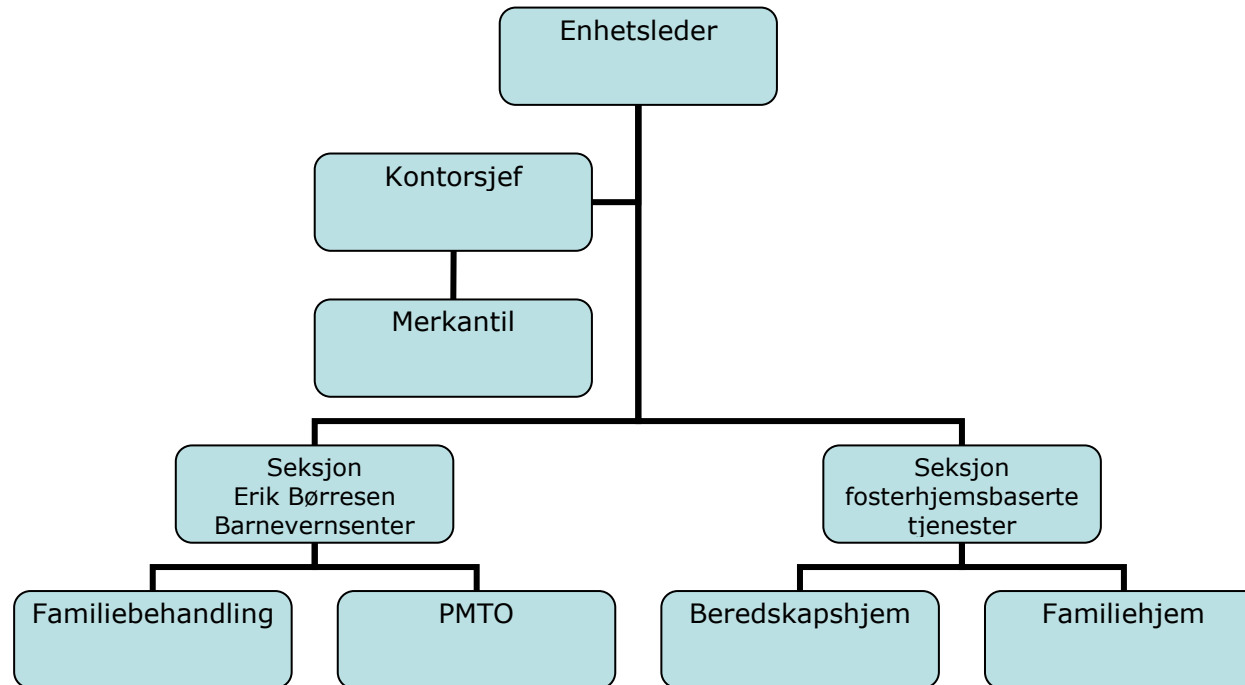 Enhetsleder
Kontorsjef
Merkantil
Seksjon
Erik Børresen
Barnevernsenter
Seksjon
fosterhjemsbaserte
tjenester
Familiebehandling
PMTO
Beredskapshjem
Familiehjem